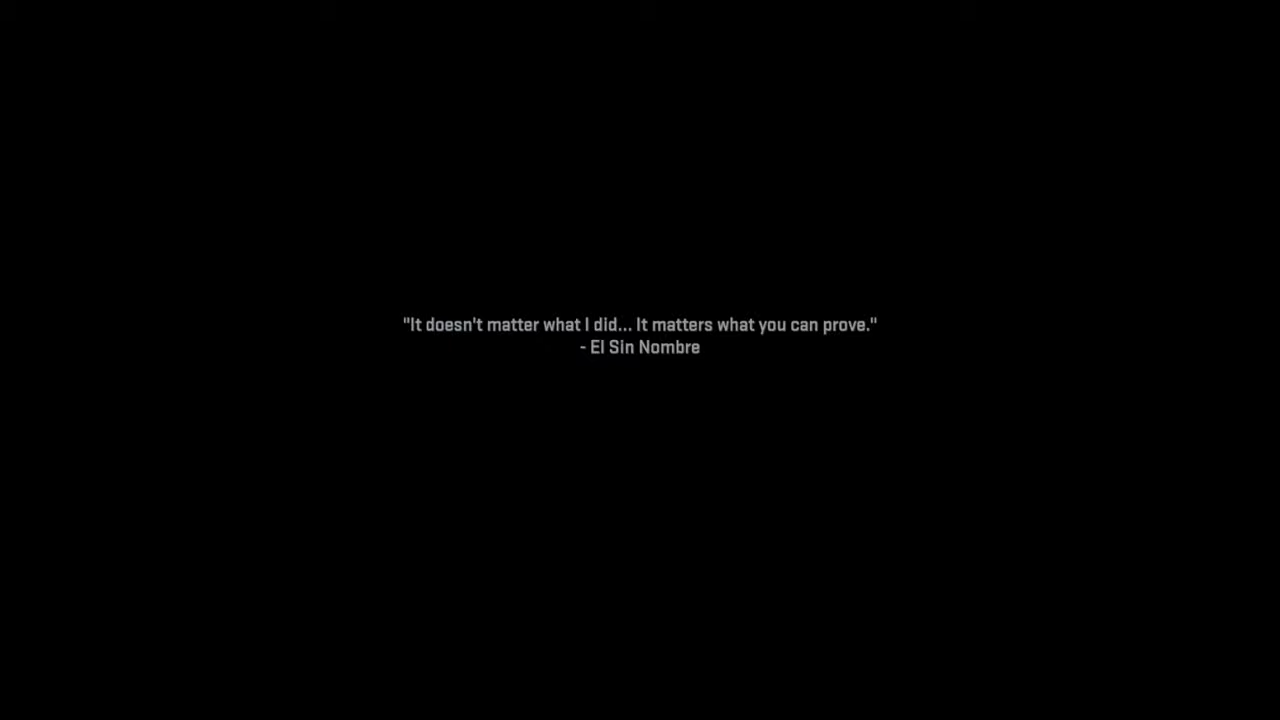 "It doesn't matter what I did... It matters what you can prove."
- El Sin Nombre